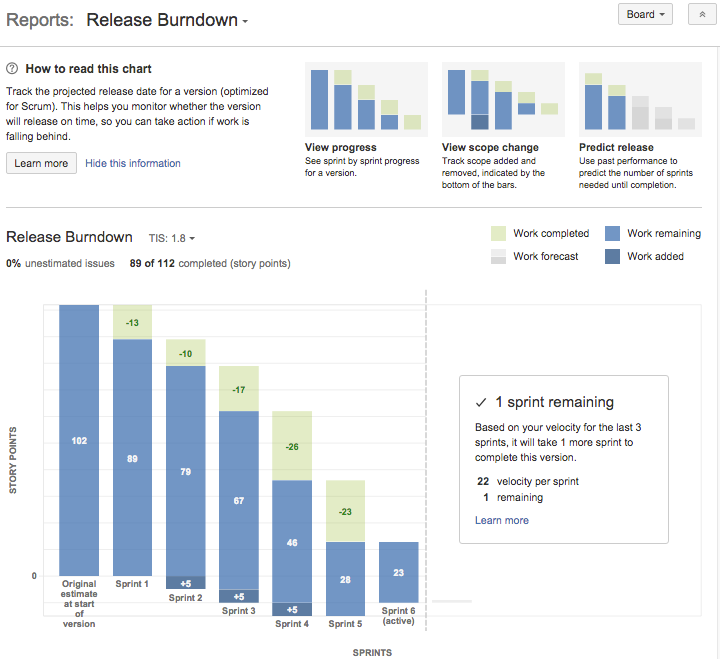 Reports: Release Burndown
Board
? How to read this chart
Track the projected release date for a version (optimized
for Scrum). This helps you monitor whether the version
will release on time, so you can take action if work is
falling behind.
Learn more Hide this information
View progress
See sprint by sprint progress
for a version.
View scope change
Track scope added and
removed, indicated by the
bottom of the bars.
Predict release
Use past performance to
predict the number of sprints
needed until completion.
Release Burndown TIS: 1.8
0% unestimated issues 89 of 112 completed (story points)
Work completed Work remaining
Work forecast Work added
STORY POINTS
0
102
-13
89
-10
79
+5
-17
67
+5
-26
46
+5
-23
28
23
Original
estimate
at start
of
version
Sprint 1
Sprint 2
Sprint 3
Sprint 4
Sprint 5
Sprint 6
(active)
SPRINTS
✓ 1 sprint remaining
Based on your velocity for the last 3
sprints, it will take 1 more sprint to
complete this version.
22 velocity per sprint
1 remaining
Learn more